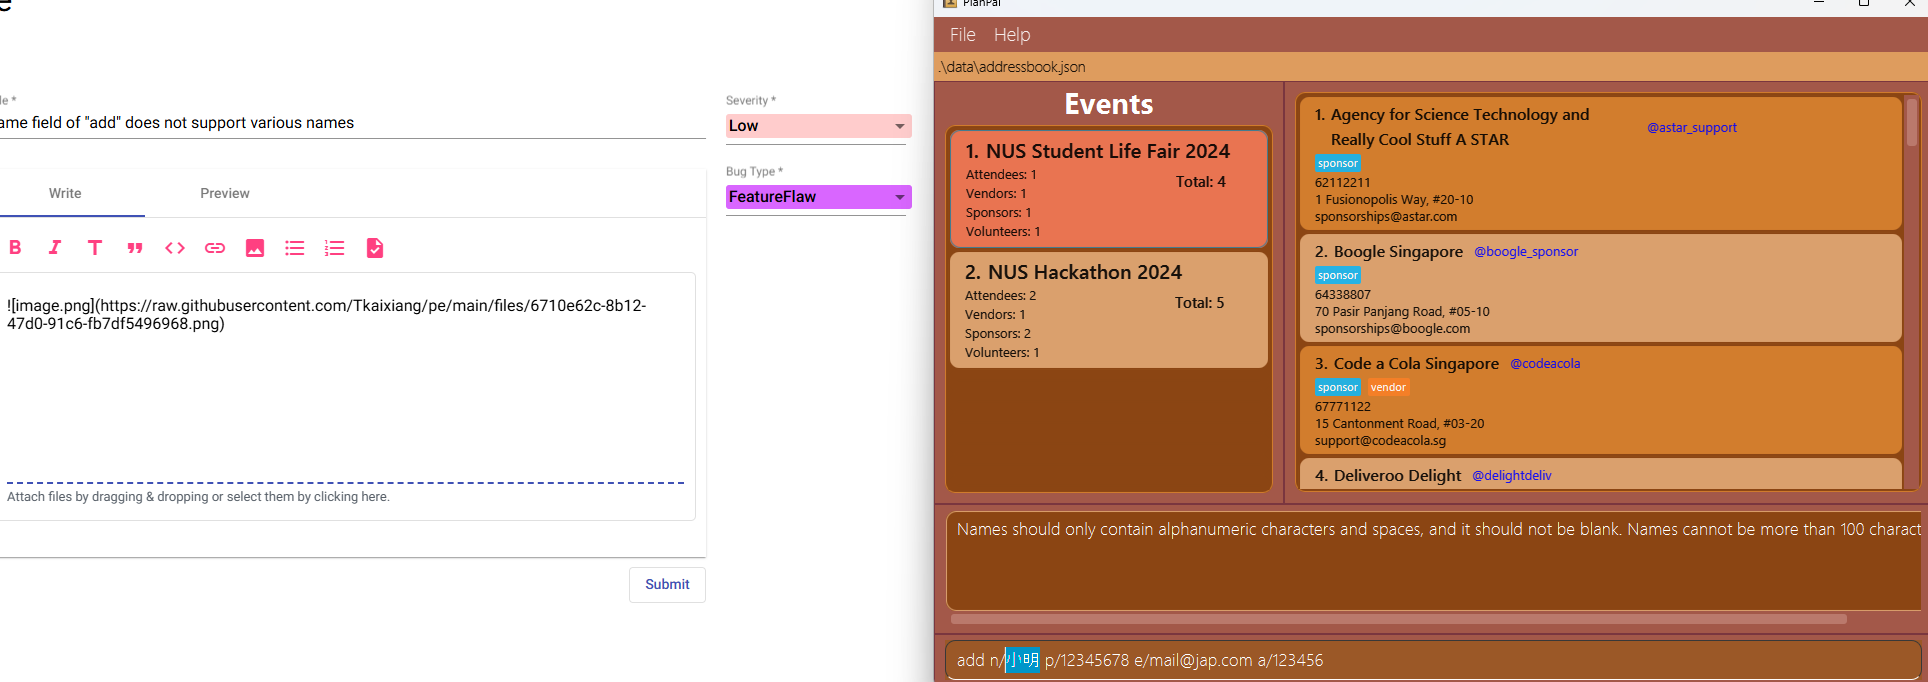 PlanPal
File Help
.\data\addressbook.json
ame field of "add" does not support various names
Severity *
Low
Bug Type *
FeatureFlaw
Write Preview
![image.png](https://raw.githubusercontent.com/Tkaixiang/pe/main/files/6710e62c-8b12-
47d0-91c6-fb7df5496968.png)
Attach files by dragging & dropping or select them by clicking here.
Submit
Events
1. NUS Student Life Fair 2024
Attendees: 1
Vendors: 1
Sponsors: 1
Volunteers: 1
Total: 4
2. NUS Hackathon 2024
Attendees: 2
Vendors: 1
Sponsors: 2
Volunteers: 1
Total: 5
1. Agency for Science Technology and
Really Cool Stuff A STAR
@astar_support
sponsor
62112211
1 Fusionopolis Way, #20-10
sponsorships@astar.com
2. Boogle Singapore @boogle_sponsor
sponsor
64338807
70 Pasir Panjang Road, #05-10
sponsorships@boogle.com
3. Code a Cola Singapore @codeacola
sponsor vendor
67771122
15 Cantonment Road, #03-20
support@codeacola.sg
4. Deliveroo Delight @delightdeliv
Names should only contain alphanumeric characters and spaces, and it should not be blank. Names cannot be more than 100 charact
add n/小明 p/12345678 e/mail@jap.com a/123456